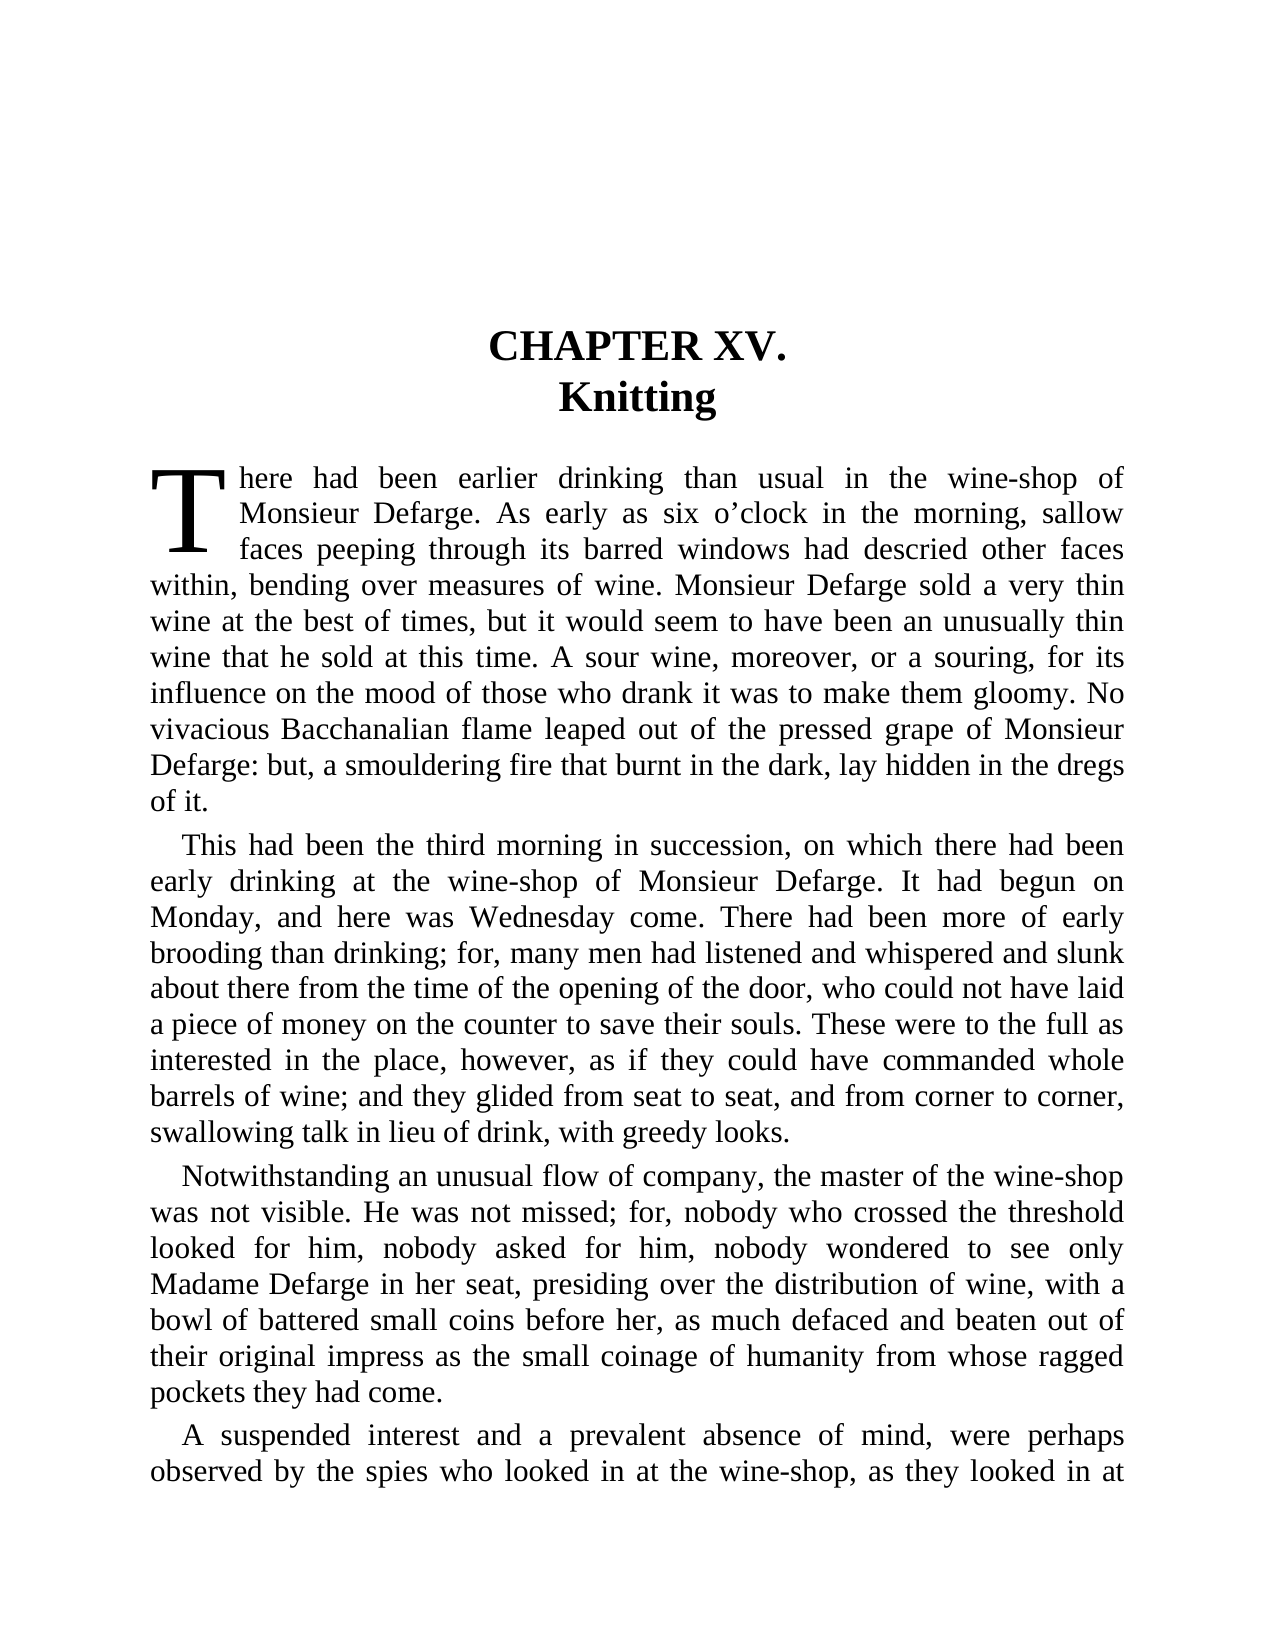 CHAPTER XV.
Knitting
There had been earlier drinking than usual in the wine-shop of
Monsieur Defarge. As early as six o’clock in the morning, sallow
faces peeping through its barred windows had descried other faces
within, bending over measures of wine. Monsieur Defarge sold a very thin
wine at the best of times, but it would seem to have been an unusually thin
wine that he sold at this time. A sour wine, moreover, or a souring, for its
influence on the mood of those who drank it was to make them gloomy. No
vivacious Bacchanalian flame leaped out of the pressed grape of Monsieur
Defarge: but, a smouldering fire that burnt in the dark, lay hidden in the dregs
of it.
This had been the third morning in succession, on which there had been
early drinking at the wine-shop of Monsieur Defarge. It had begun on
Monday, and here was Wednesday come. There had been more of early
brooding than drinking; for, many men had listened and whispered and slunk
about there from the time of the opening of the door, who could not have laid
a piece of money on the counter to save their souls. These were to the full as
interested in the place, however, as if they could have commanded whole
barrels of wine; and they glided from seat to seat, and from corner to corner,
swallowing talk in lieu of drink, with greedy looks.
Notwithstanding an unusual flow of company, the master of the wine-shop
was not visible. He was not missed; for, nobody who crossed the threshold
looked for him, nobody asked for him, nobody wondered to see only
Madame Defarge in her seat, presiding over the distribution of wine, with a
bowl of battered small coins before her, as much defaced and beaten out of
their original impress as the small coinage of humanity from whose ragged
pockets they had come.
A suspended interest and a prevalent absence of mind, were perhaps
observed by the spies who looked in at the wine-shop, as they looked in at